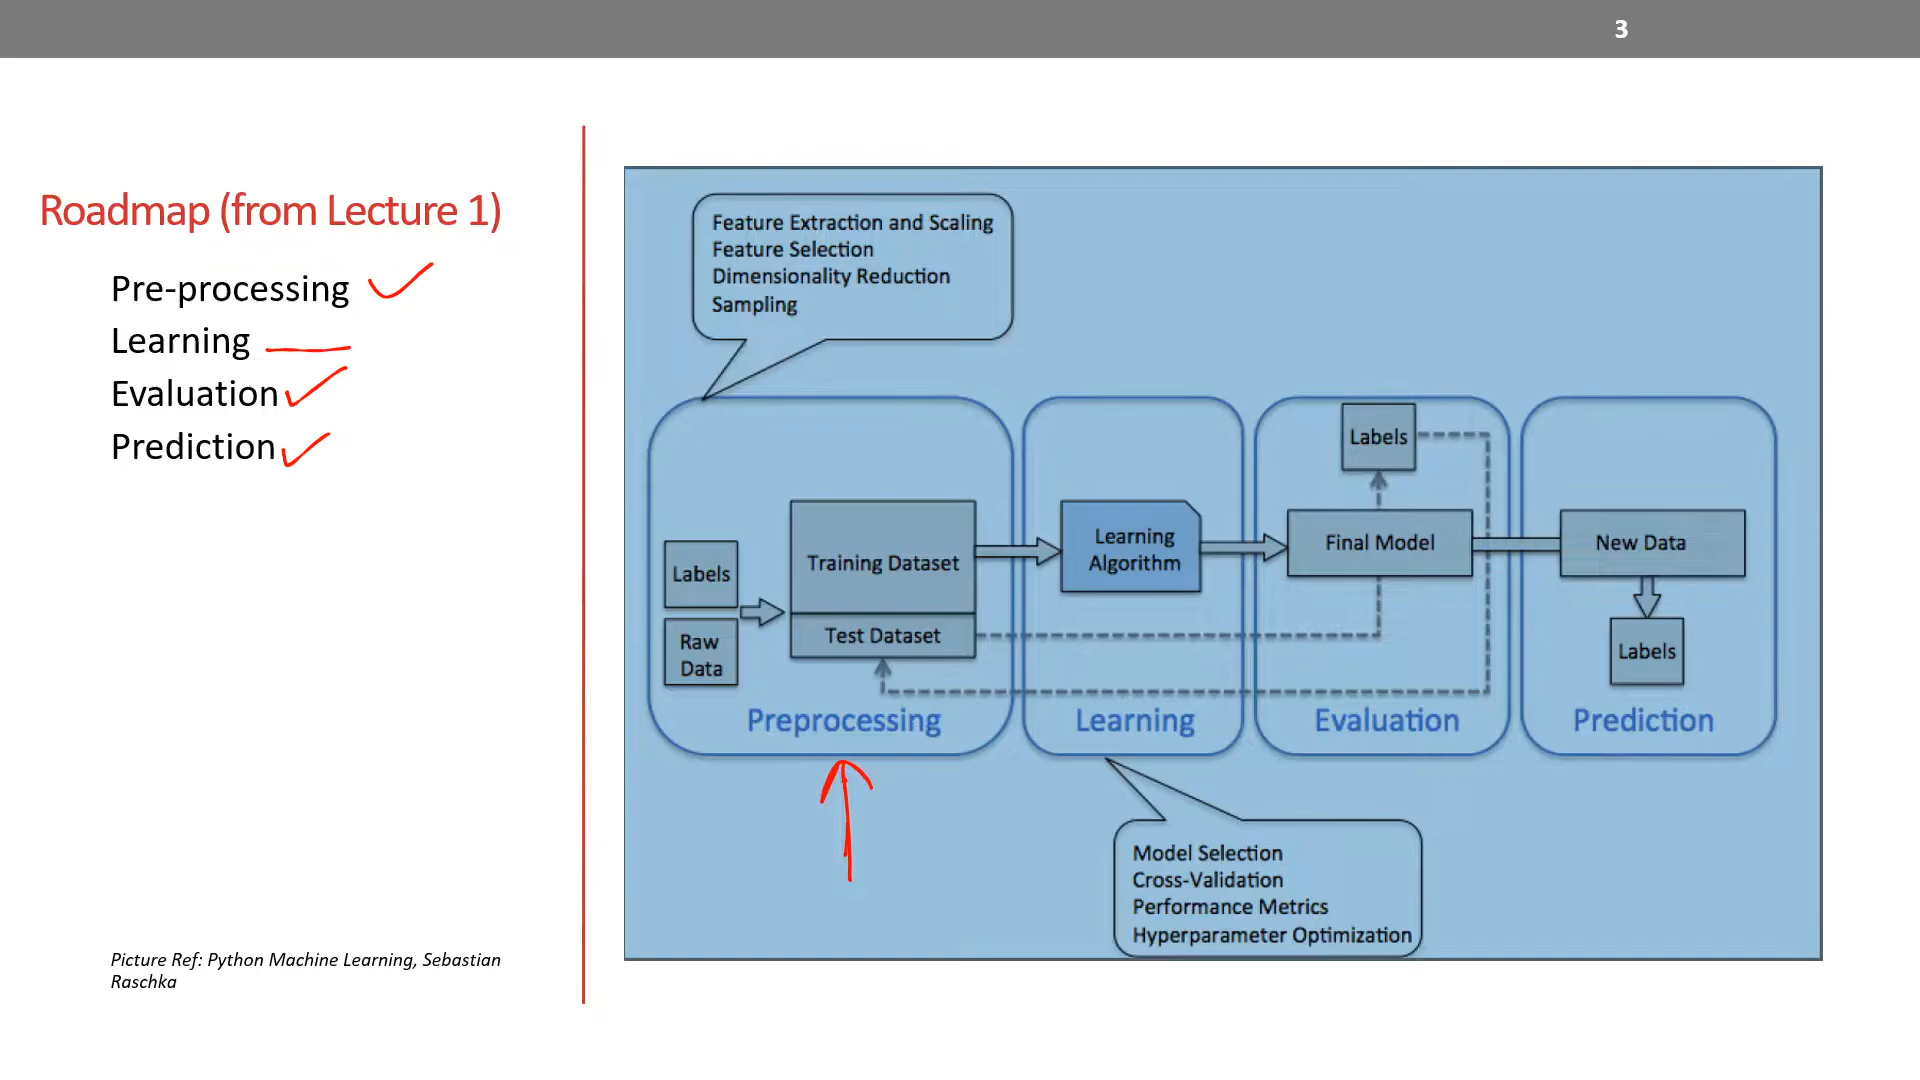 3
Roadmap (from Lecture 1)
Pre-processing
Learning
Evaluation
Prediction
Picture Ref: Python Machine Learning, Sebastian
Raschka
Feature Extraction and Scaling
Feature Selection
Dimensionality Reduction
Sampling
Labels
Raw
Data
Training Dataset
Test Dataset
Preprocessing
Learning
Algorithm
Learning
Labels
Final Model
Evaluation
New Data
Labels
Prediction
Model Selection
Cross-Validation
Performance Metrics
Hyperparameter Optimization